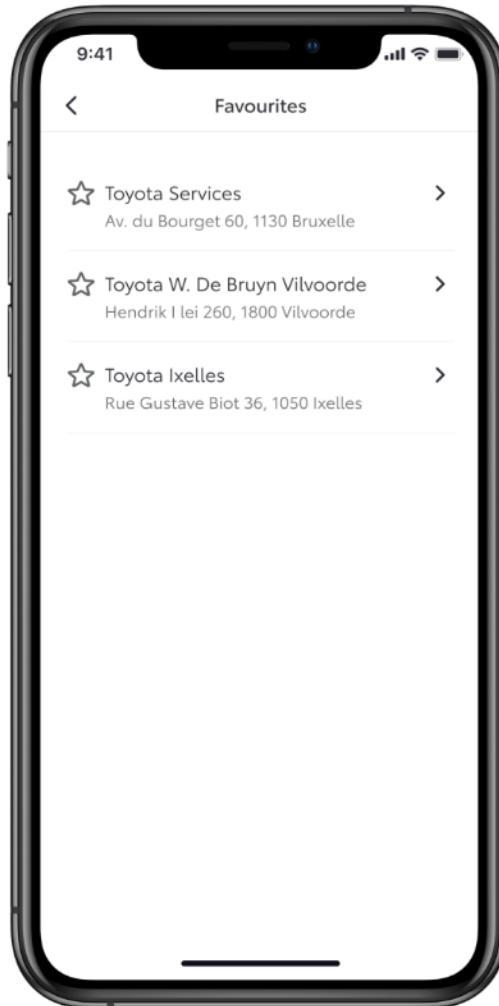 9:41
Favourites
Toyota Services
Av. du Bourget 60, 1130 Bruxelle
Toyota W. De Bruyn Vilvoorde
Hendrik I lei 260, 1800 Vilvoorde
Toyota Ixelles
Rue Gustave Biot 36, 1050 Ixelles